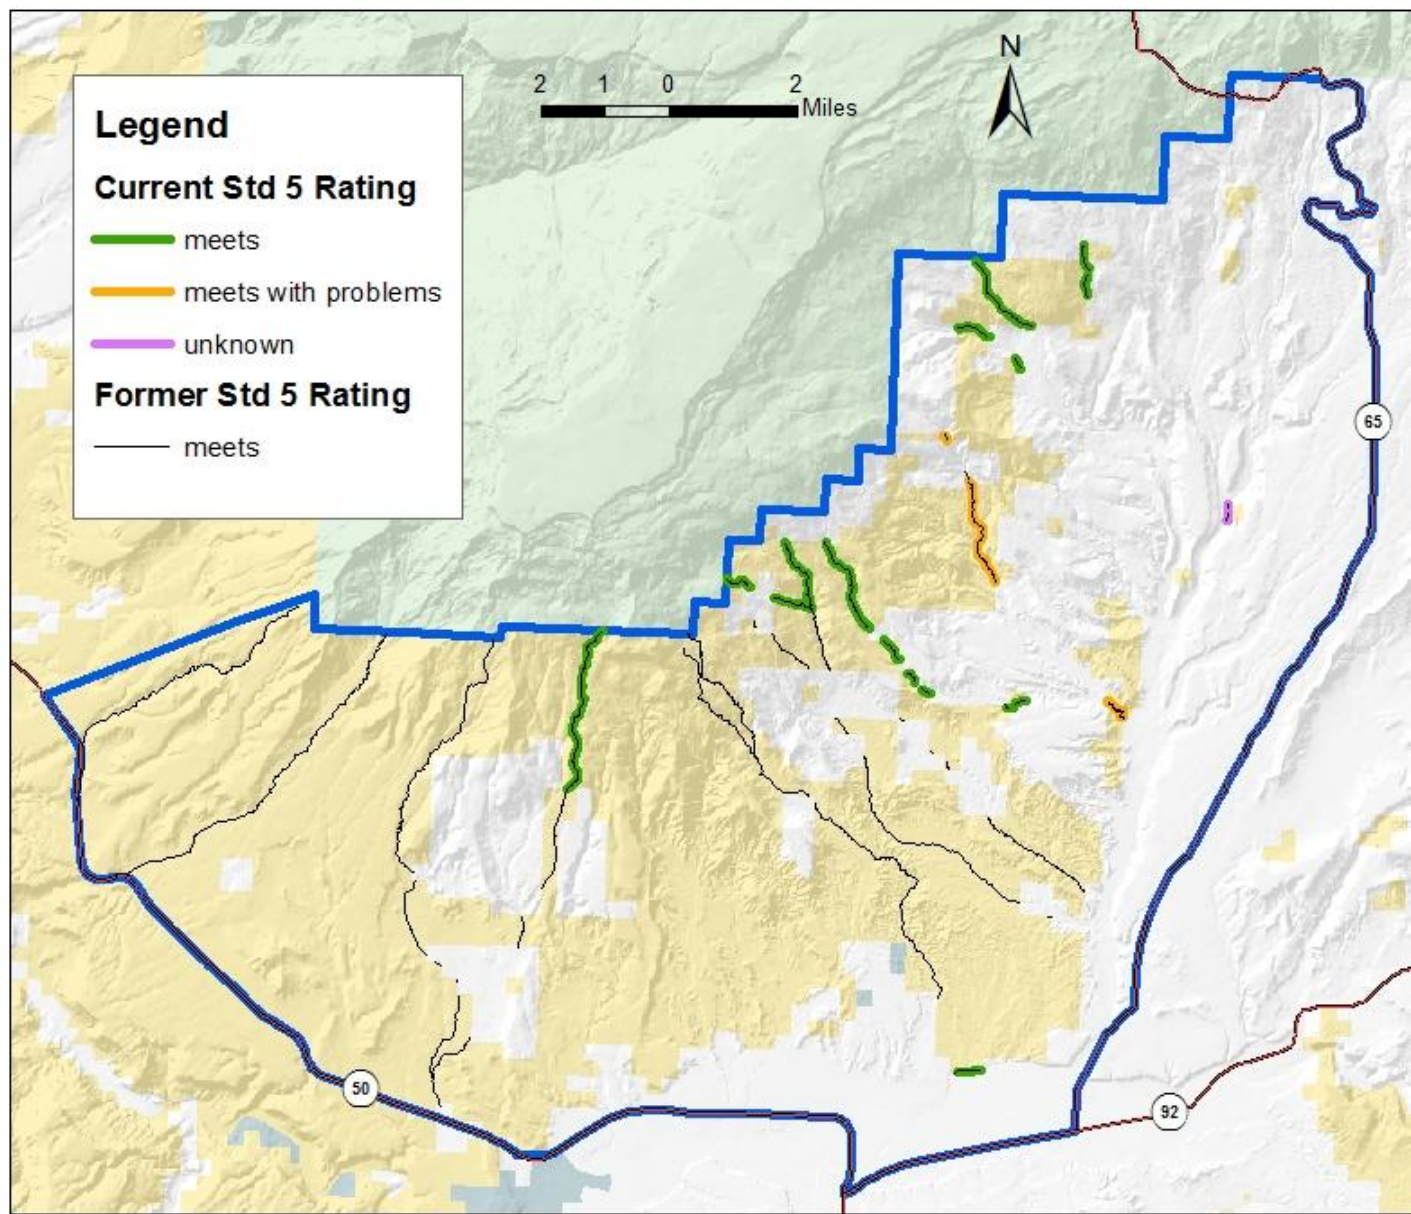 N
2 1 0 2
Miles
Legend
Current Std 5 Rating
meets
meets with problems
unknown
Former Std 5 Rating
meets
65
50
92